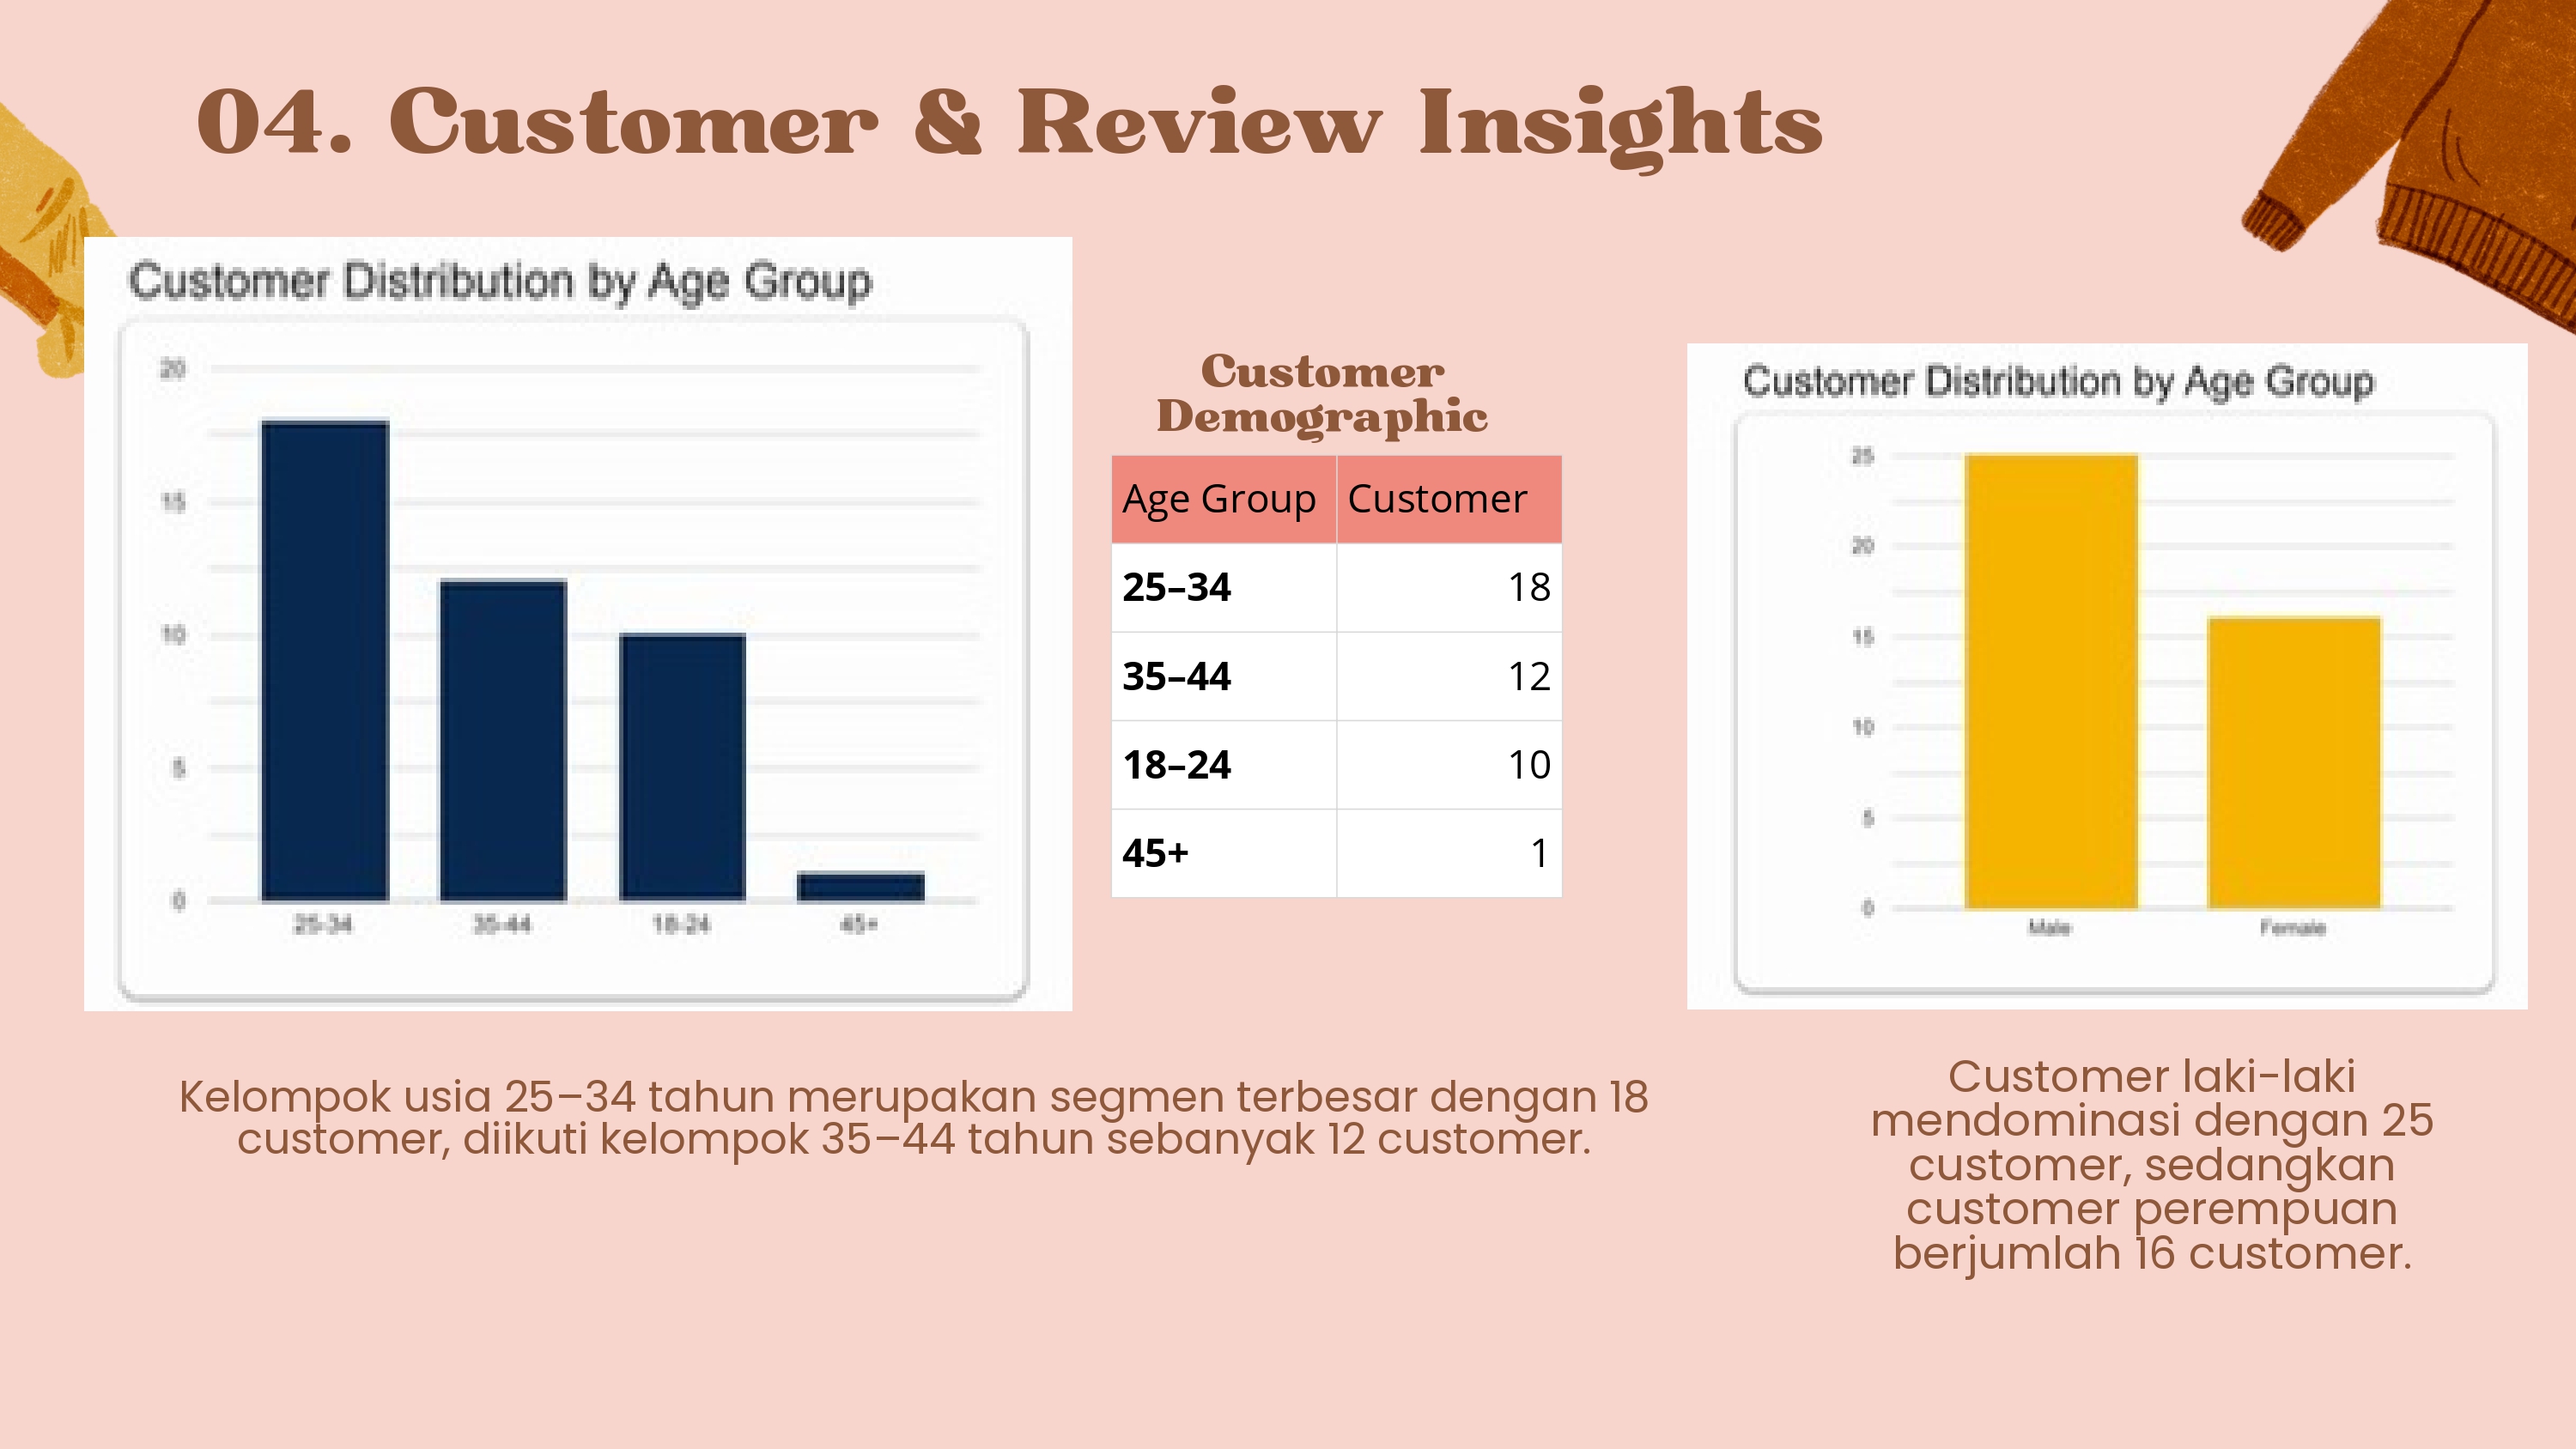 04. Customer & Review Insights
Customer Distribution by Age Group
20
15
10
5
0
25-34
35-44
18-24
45+
Customer
Demographic
Age Group Customer
25–34 18
35–44 12
18–24 10
45+ 1
Customer Distribution by Age Group
25
20
15
10
5
0
Male
Female
Kelompok usia 25–34 tahun merupakan segmen terbesar dengan 18
customer, diikuti kelompok 35–44 tahun sebanyak 12 customer.
Customer laki-laki
mendominasi dengan 25
customer, sedangkan
customer perempuan
berjumlah 16 customer.